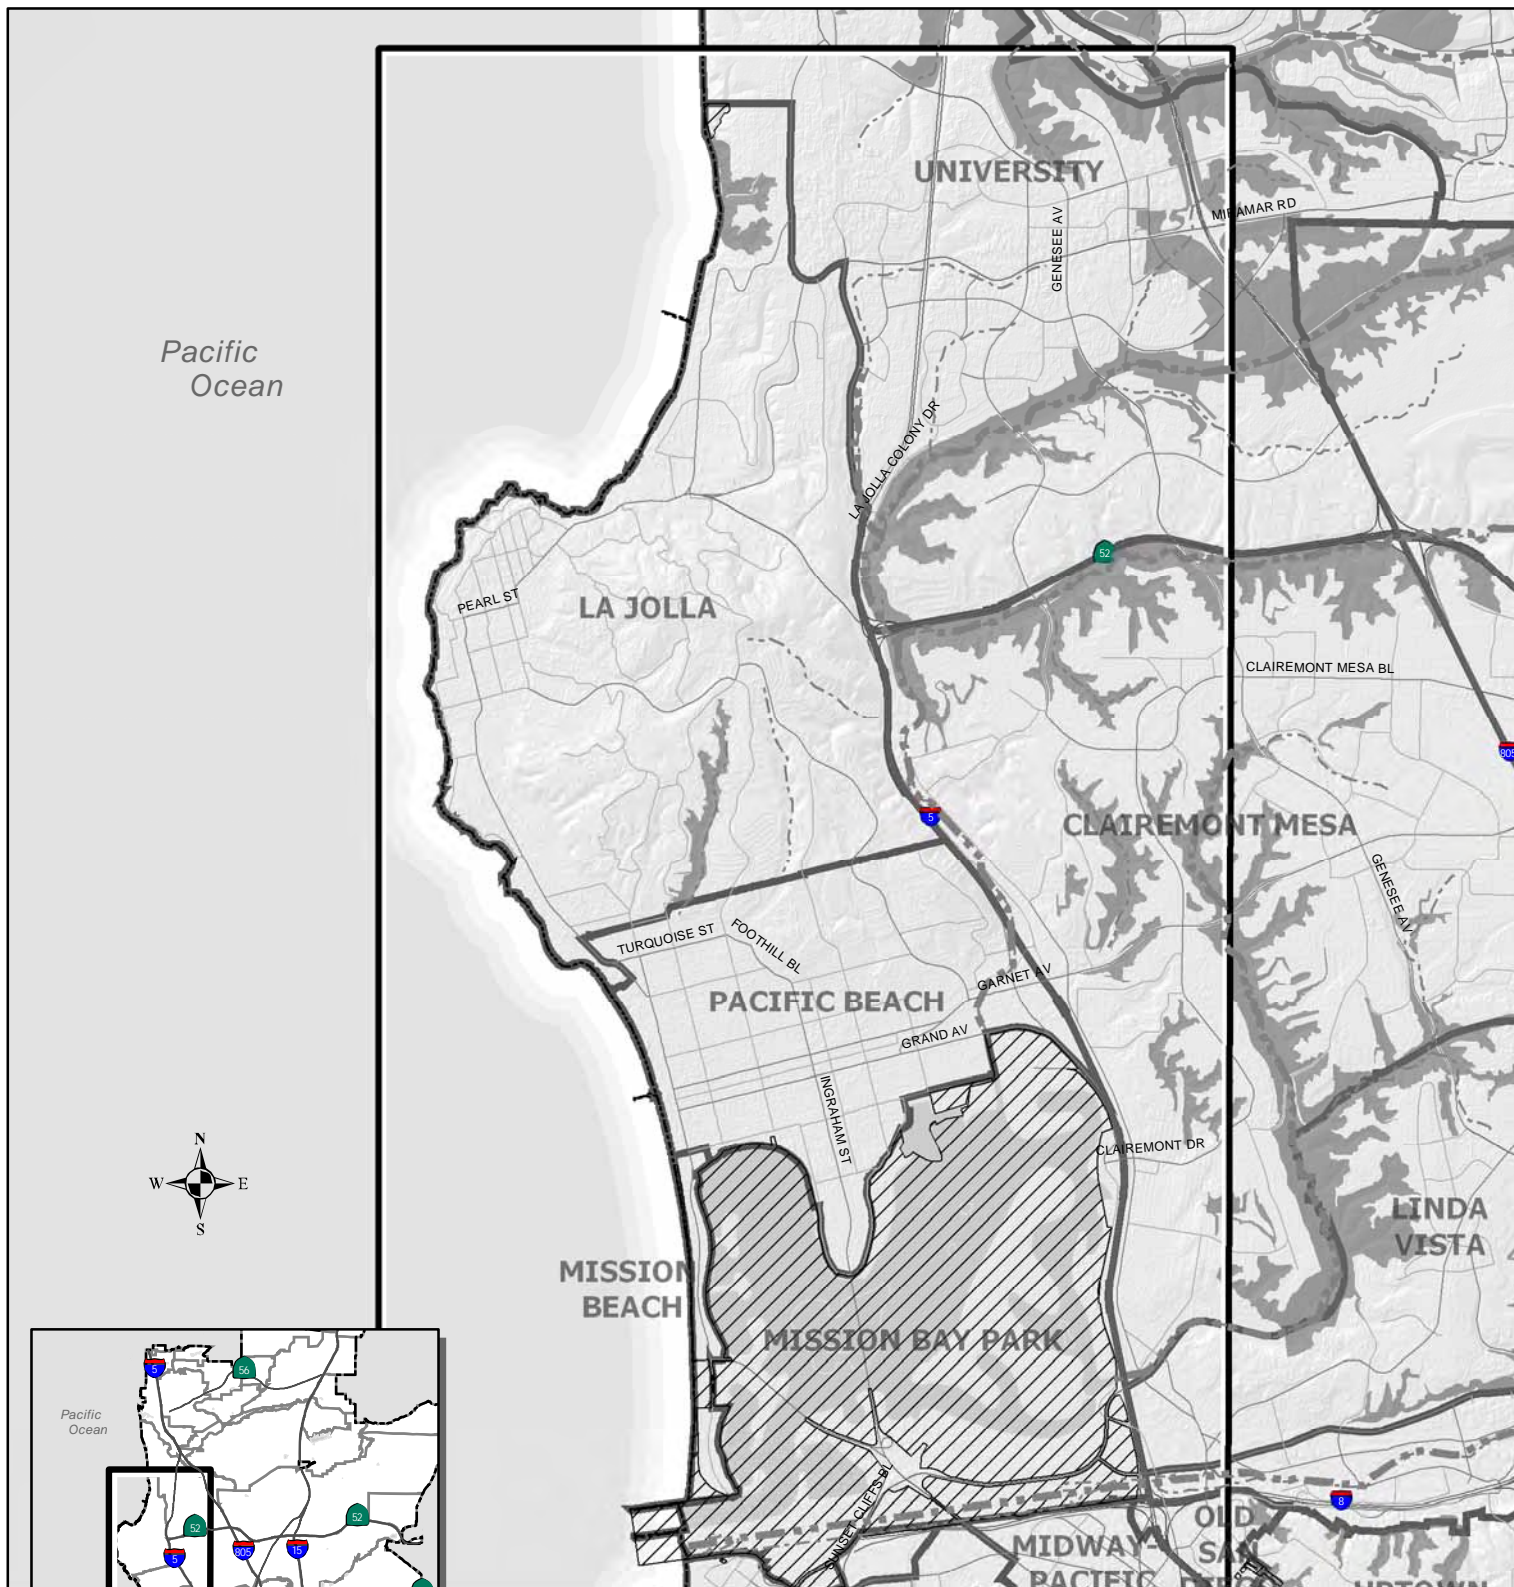 UNIVERSITY
GENESEE AV
MIRAMAR RD
Pacific
Ocean
LA JOLLA COLONY DR
52
PEARL ST
LA JOLLA
CLAIREMONT MESA BL
805
5
CLAIREMONT MESA
GENESEE AV
TURQUOISE ST
FOOTHILL BL
GARNET AV
PACIFIC BEACH
GRAND AV
INGRAHAM ST
CLAIREMONT DR
N
W
E
S
LINDA
VISTA
MISSION
BEACH
MISSION BAY PARK
5
56
Pacific
Ocean
52
52
5
805
15
SUNSET CLIFFS BL
8
OLD
SAN
MIDWAY-
PACIFIC